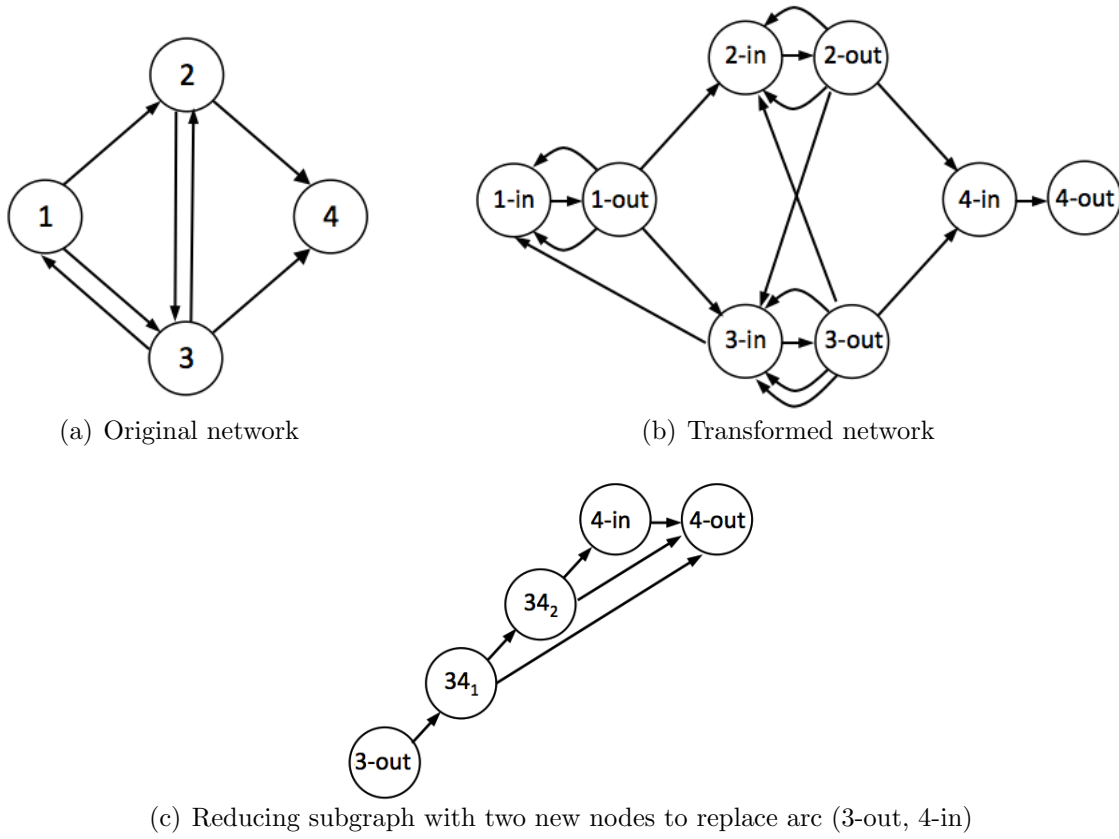 2
1
4
3
(a) Original network
2-in 2-out
1-in 1-out
4-in 4-out
3-in 3-out
(b) Transformed network
4-in 4-out
34₂
34₁
3-out
(c) Reducing subgraph with two new nodes to replace arc (3-out, 4-in)